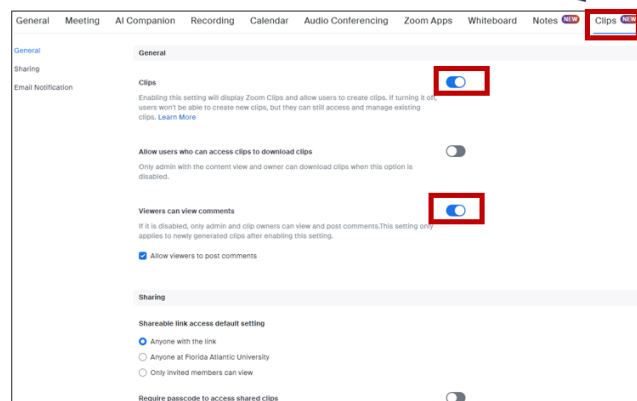 General Meeting AI Companion Recording Calendar Audio Conferencing Zoom Apps Whiteboard Notes NEW Clips NEW
General
Sharing
Email Notification
General
Clips
Enabling this setting will display Zoom Clips and allow users to create clips. If turning it off,
users won't be able to create new clips, but they can still access and manage existing
clips. Learn More
Allow users who can access clips to download clips
Only admin with the content view and owner can download clips when this option is
disabled.
Viewers can view comments
If it is disabled, only admin and clip owners can view and post comments.This setting only
applies to newly generated clips after enabling this setting.
Allow viewers to post comments
Sharing
Shareable link access default setting
Anyone with the link
Anyone at Florida Atlantic University
Only invited members can view
Require passcode to access shared clips